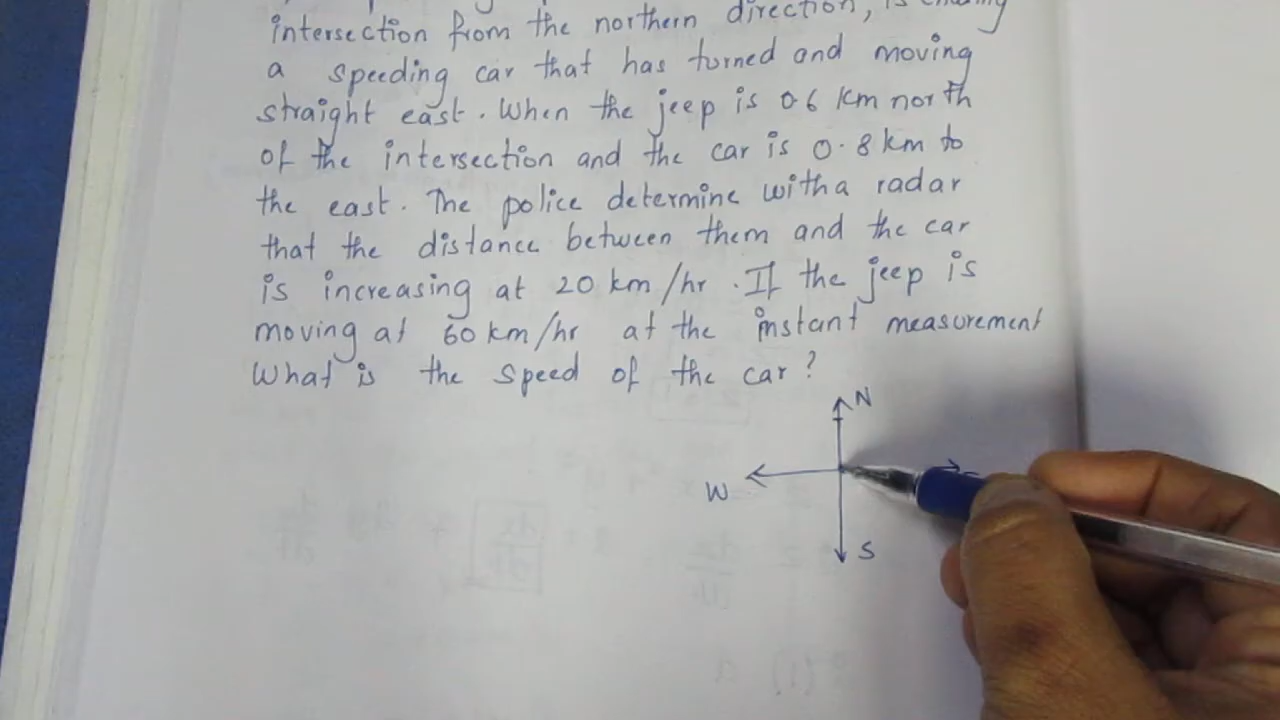 intersection from the northern direction, is chasing
a speeding car that has turned and moving
straight east. When the jeep is 0.6 km north
of the intersection and the car is 0.8 km to
the east. The police determine with a radar
that the distance between them and the car
is increasing at 20 km/hr. If the jeep is
moving at 60 km/hr at the instant measurement
What is the speed of the car?
N
W
S